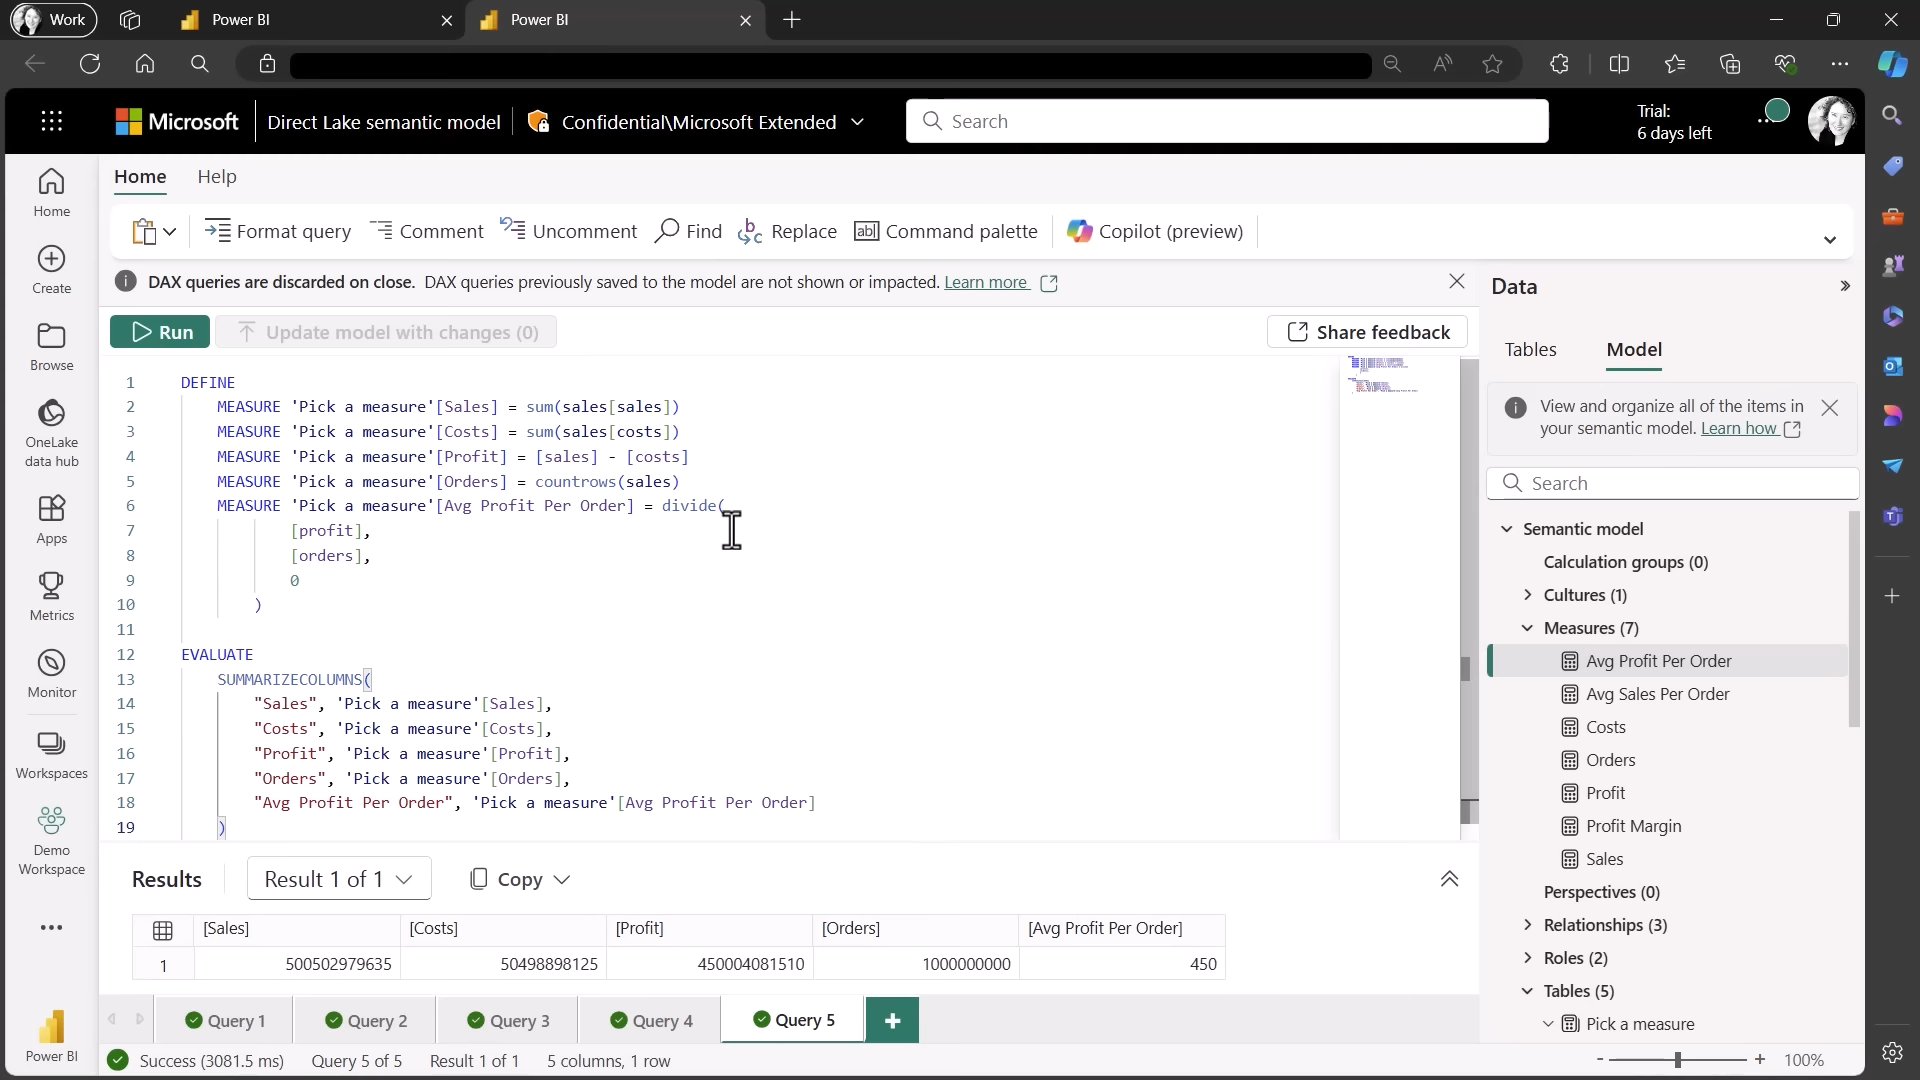 Work
Power BI
Power BI
Microsoft
Direct Lake semantic model
Confidential\Microsoft Extended
Search
Trial:
6 days left
Home
Help
Format query
Comment
Uncomment
Find
Replace
Command palette
Copilot (preview)
DAX queries are discarded on close. DAX queries previously saved to the model are not shown or impacted. Learn more
Run
Update model with changes (0)
Share feedback
1 DEFINE
2 MEASURE 'Pick a measure'[Sales] = sum(sales[sales])
3 MEASURE 'Pick a measure'[Costs] = sum(sales[costs])
4 MEASURE 'Pick a measure'[Profit] = [sales] - [costs]
5 MEASURE 'Pick a measure'[Orders] = countrows(sales)
6 MEASURE 'Pick a measure'[Avg Profit Per Order] = divide(
7 [profit],
8 [orders],
9 0
10 )
11
12 EVALUATE
13 SUMMARIZECOLUMNS(
14 "Sales", 'Pick a measure'[Sales],
15 "Costs", 'Pick a measure'[Costs],
16 "Profit", 'Pick a measure'[Profit],
17 "Orders", 'Pick a measure'[Orders],
18 "Avg Profit Per Order", 'Pick a measure'[Avg Profit Per Order]
19 )
Results
Result 1 of 1
Copy
[Sales] [Costs] [Profit] [Orders] [Avg Profit Per Order]
1 500502979635 50498898125 450004081510 1000000000 450
Query 1
Query 2
Query 3
Query 4
Query 5
Success (3081.5 ms)
Query 5 of 5
Result 1 of 1
5 columns, 1 row
100%
Home
Create
Browse
OneLake
data hub
Apps
Metrics
Monitor
Workspaces
Demo
Workspace
Power BI
Data
Tables
Model
View and organize all of the items in
your semantic model. Learn how
Search
Semantic model
Calculation groups (0)
Cultures (1)
Measures (7)
Avg Profit Per Order
Avg Sales Per Order
Costs
Orders
Profit
Profit Margin
Sales
Perspectives (0)
Relationships (3)
Roles (2)
Tables (5)
Pick a measure